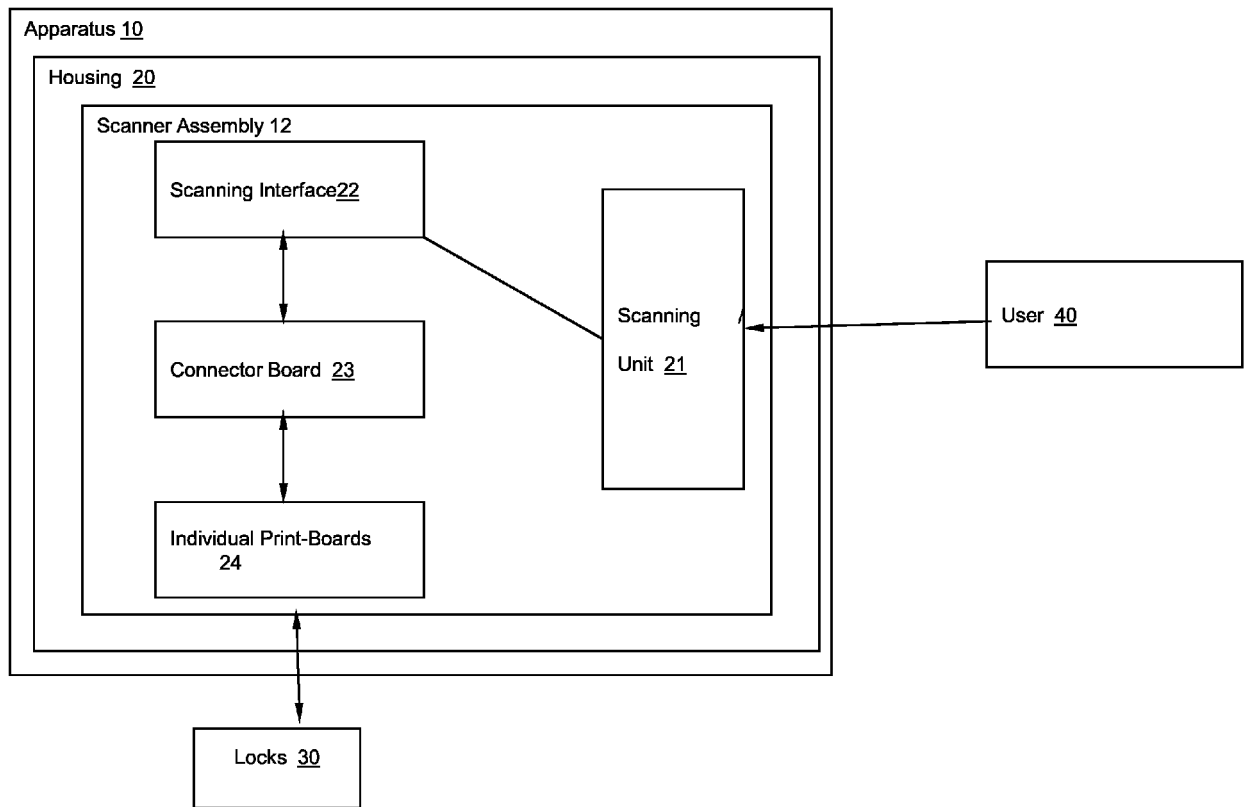 Apparatus 10
Housing 20
Scanner Assembly 12
Scanning Interface22
Scanning
Unit 21
User 40
Connector Board 23
Individual Print-Boards
24
Locks 30